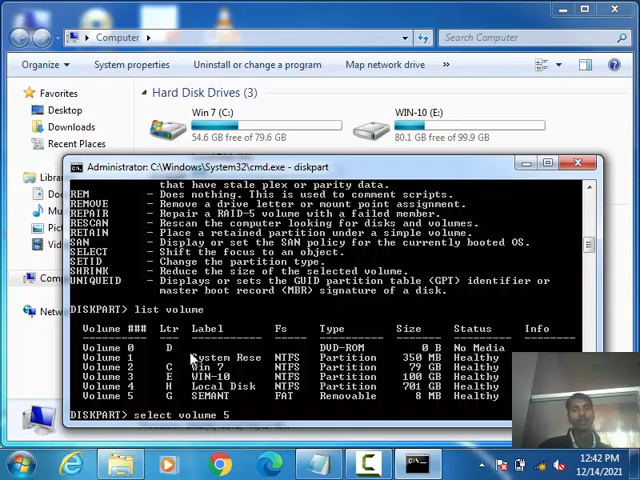 Computer
Search Computer
Organize
System properties
Uninstall or change a program
Map network drive
»
Favorites
Desktop
Downloads
Recent Places
Hard Disk Drives (3)
Win 7 (C:)
54.6 GB free of 79.6 GB
WIN-10 (E:)
80.1 GB free of 99.9 GB
Administrator: C:\Windows\System32\cmd.exe - diskpart
that have stale plex or parity data.
REM - Does nothing. This is used to comment scripts.
REMOVE - Remove a drive letter or mount point assignment.
REPAIR - Repair a RAID-5 volume with a failed member.
RESCAN - Rescan the computer looking for disks and volumes.
RETAIN - Place a retained partition under a simple volume.
SAN - Display or set the SAN policy for the currently booted OS.
SELECT - Shift the focus to an object.
SETID - Change the partition type.
SHRINK - Reduce the size of the selected volume.
UNIQUEID - Displays or sets the GUID partition table (GPT) identifier or
master boot record (MBR) signature of a disk.
DISKPART> list volume
Volume ### Ltr Label Fs Type Size Status Info
Volume 0 D DVD-ROM 0 B No Media
Volume 1 System Rese NTFS Partition 350 MB Healthy
Volume 2 C Win 7 NTFS Partition 79 GB Healthy
Volume 3 E WIN-10 NTFS Partition 100 GB Healthy
Volume 4 H Local Disk NTFS Partition 701 GB Healthy
Volume 5 G SEMANT FAT Removable 8 MB Healthy
DISKPART> select volume 5
12:42 PM
12/14/2021